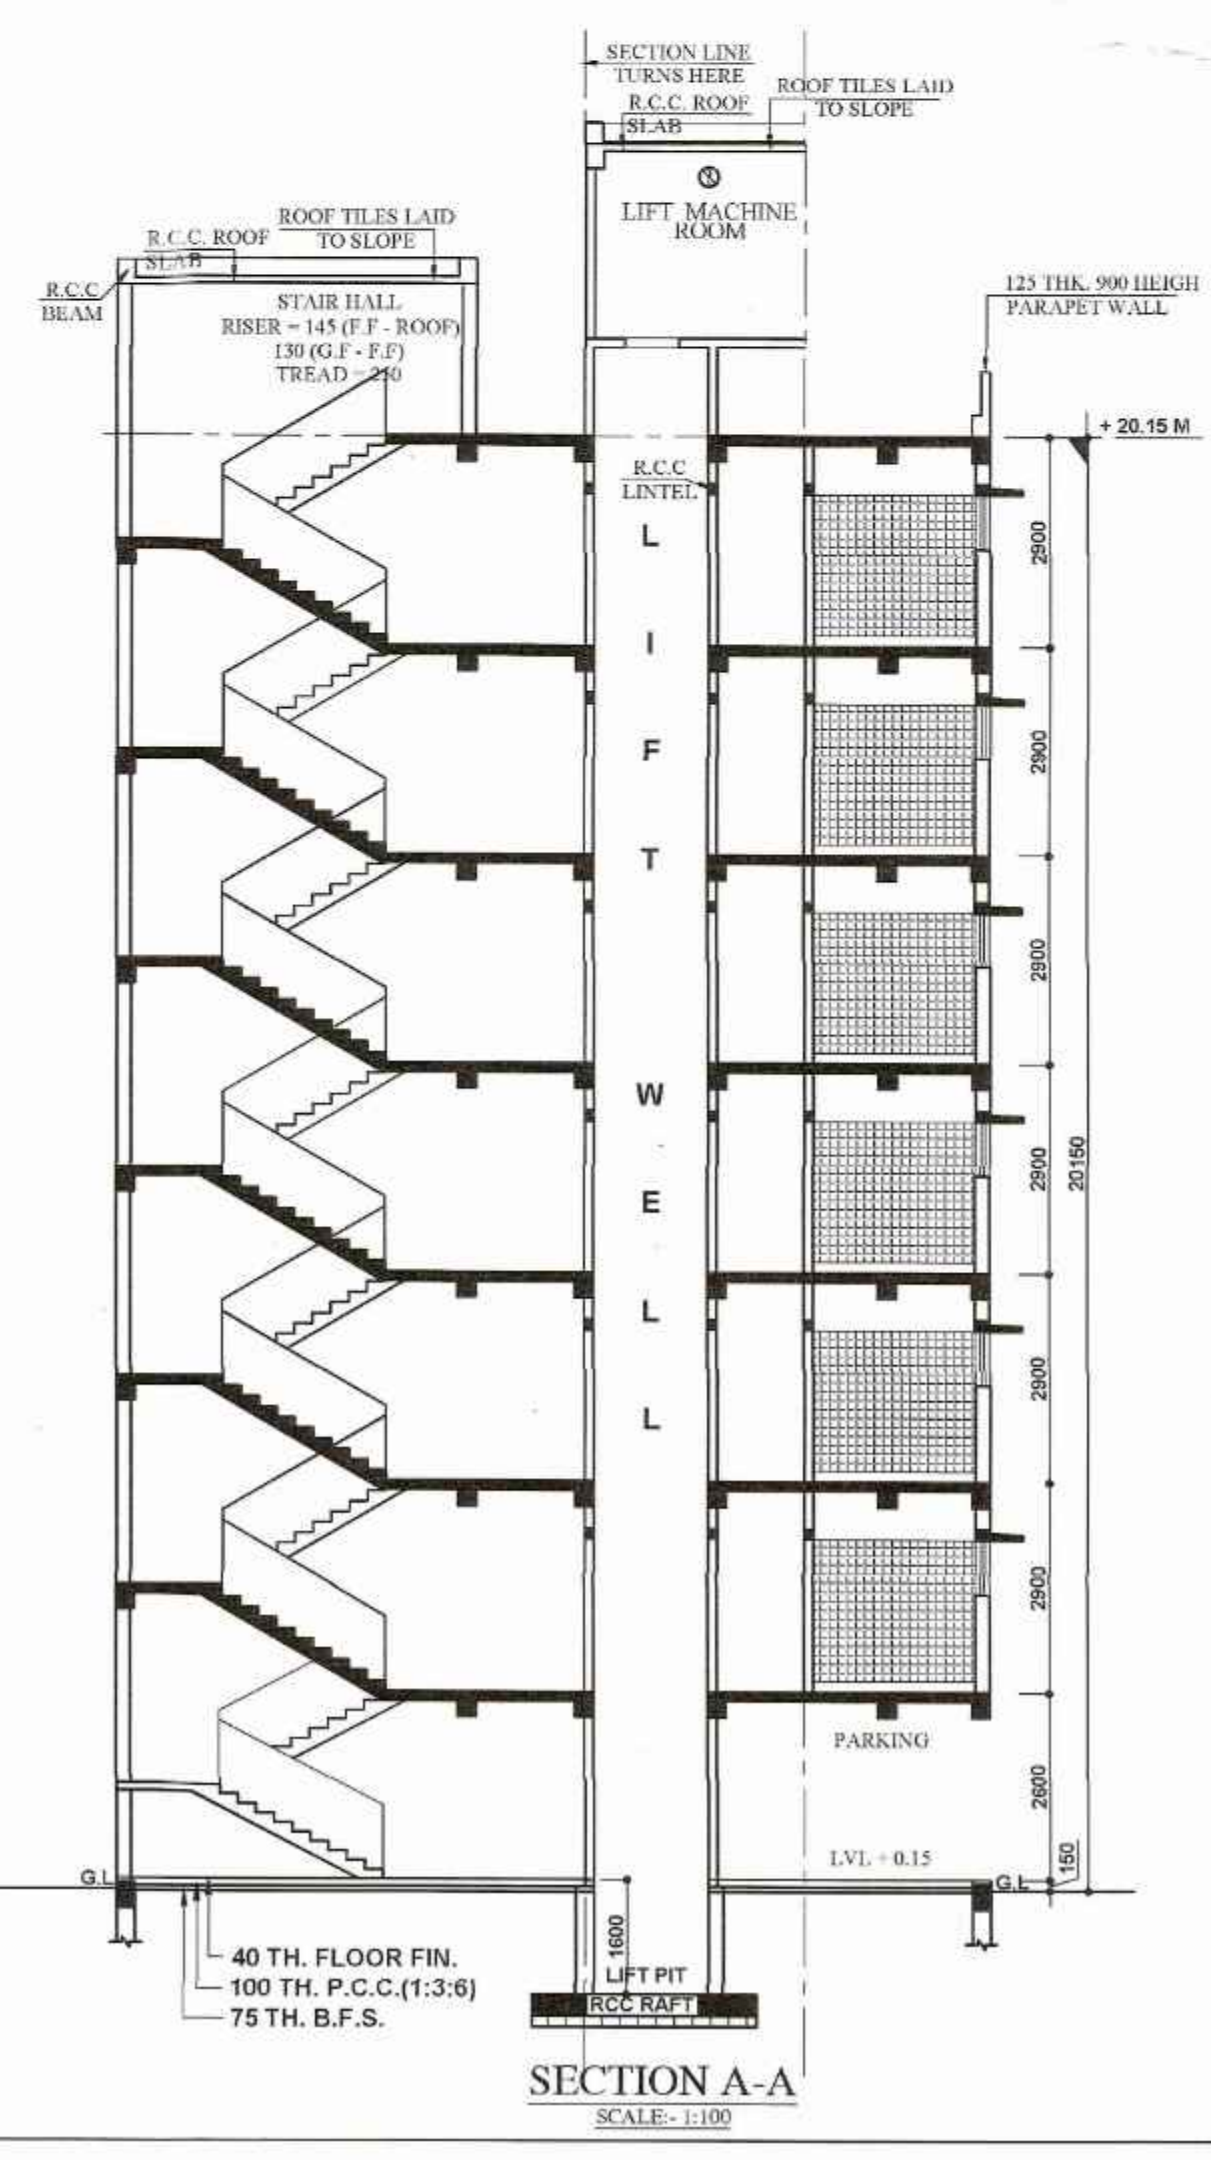 SECTION LINE
TURNS HERE
R.C.C. ROOF
SLAB
ROOF TILES LAID
TO SLOPE
LIFT MACHINE
ROOM
R.C.C. ROOF
SLAB
ROOF TILES LAID
TO SLOPE
R.C.C
BEAM
STAIR HALL
RISER = 145 (F.F - ROOF)
130 (G.F - F.F)
TREAD = 250
125 THK. 900 HEIGH
PARAPET WALL
+ 20.15 M
R.C.C
LINTEL
L
I
F
T
W
E
L
L
2900
2900
2900
2900
2900
2900
20150
2600
150
PARKING
LVL + 0.15
G.L
G.L
1600
LIFT PIT
RCC RAFT
40 TH. FLOOR FIN.
100 TH. P.C.C.(1:3:6)
75 TH. B.F.S.
SECTION A-A
SCALE:- 1:100